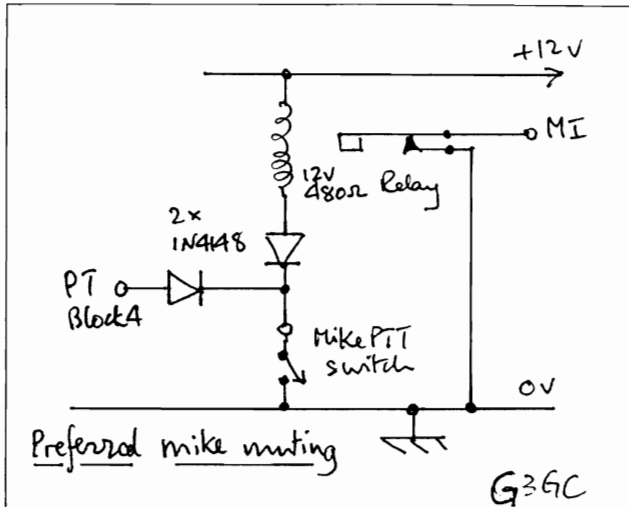 +12v
MI
12v
480Ω Relay
2x
1N4148
PT
Block4
Mike PTT
switch
0v
Preferred mike muting
G3GC